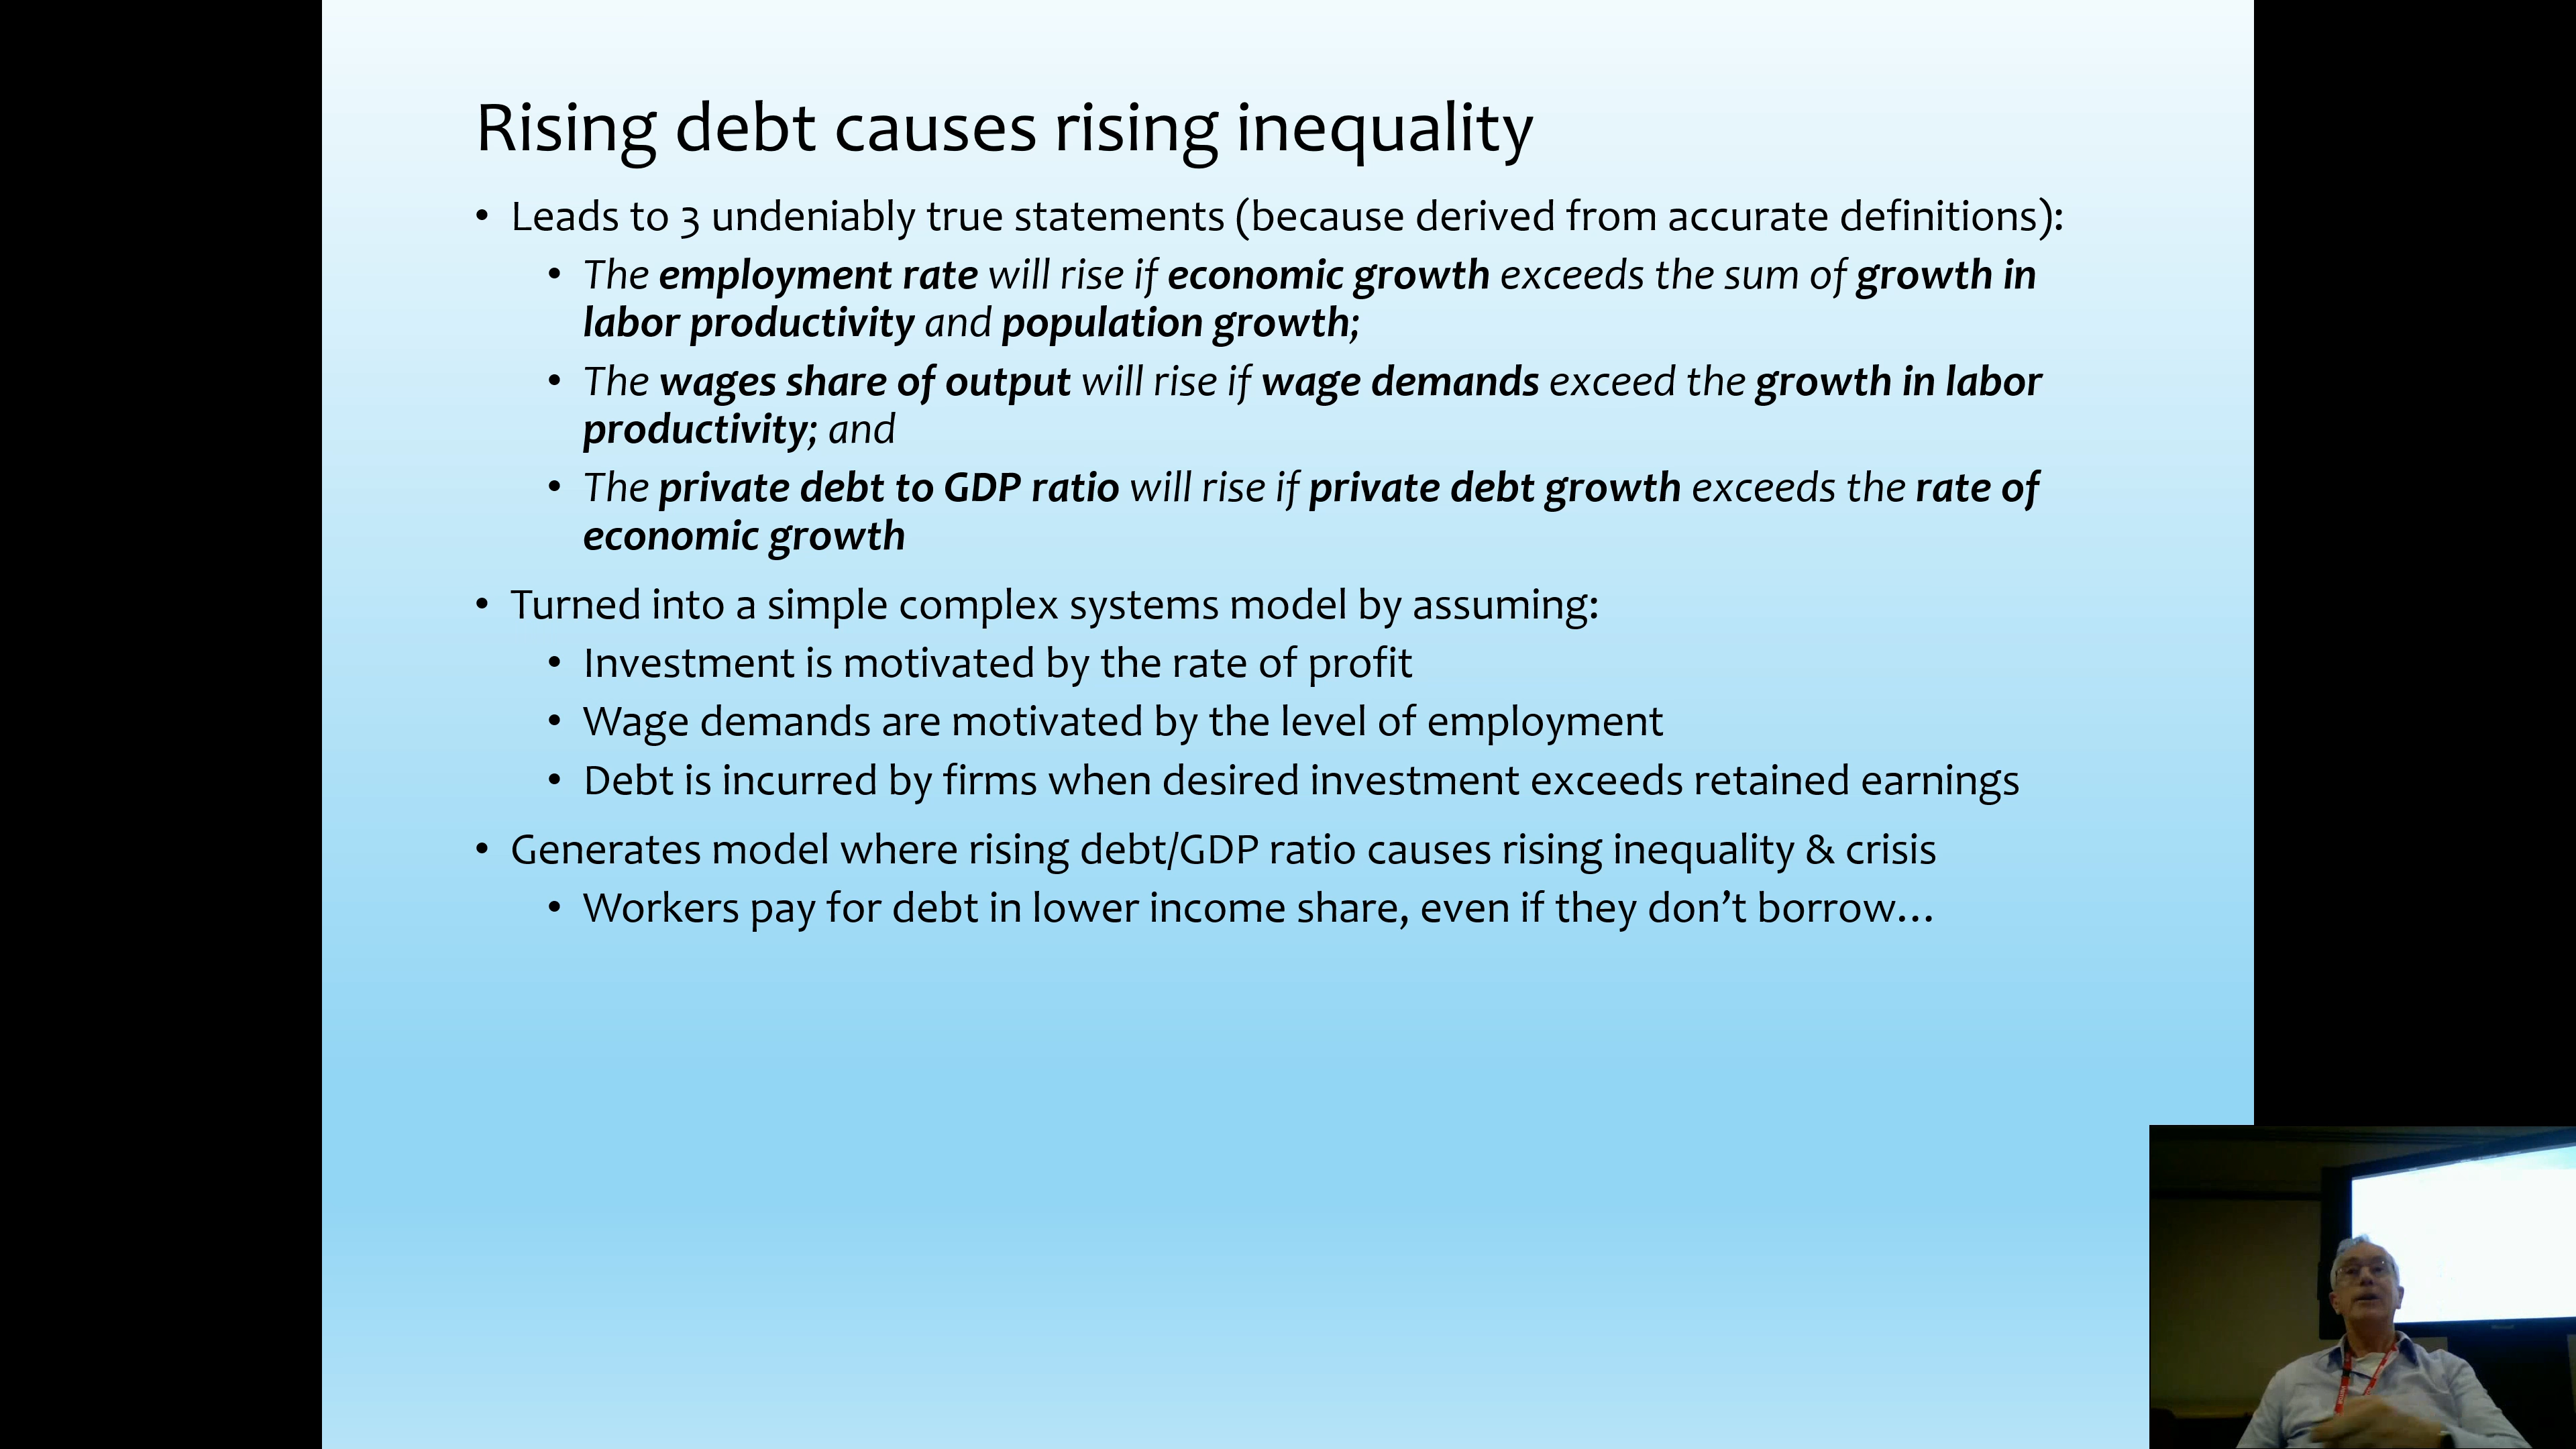 Rising debt causes rising inequality
• Leads to 3 undeniably true statements (because derived from accurate definitions):
• The employment rate will rise if economic growth exceeds the sum of growth in
labor productivity and population growth;
• The wages share of output will rise if wage demands exceed the growth in labor
productivity; and
• The private debt to GDP ratio will rise if private debt growth exceeds the rate of
economic growth
• Turned into a simple complex systems model by assuming:
• Investment is motivated by the rate of profit
• Wage demands are motivated by the level of employment
• Debt is incurred by firms when desired investment exceeds retained earnings
• Generates model where rising debt/GDP ratio causes rising inequality & crisis
• Workers pay for debt in lower income share, even if they don’t borrow…